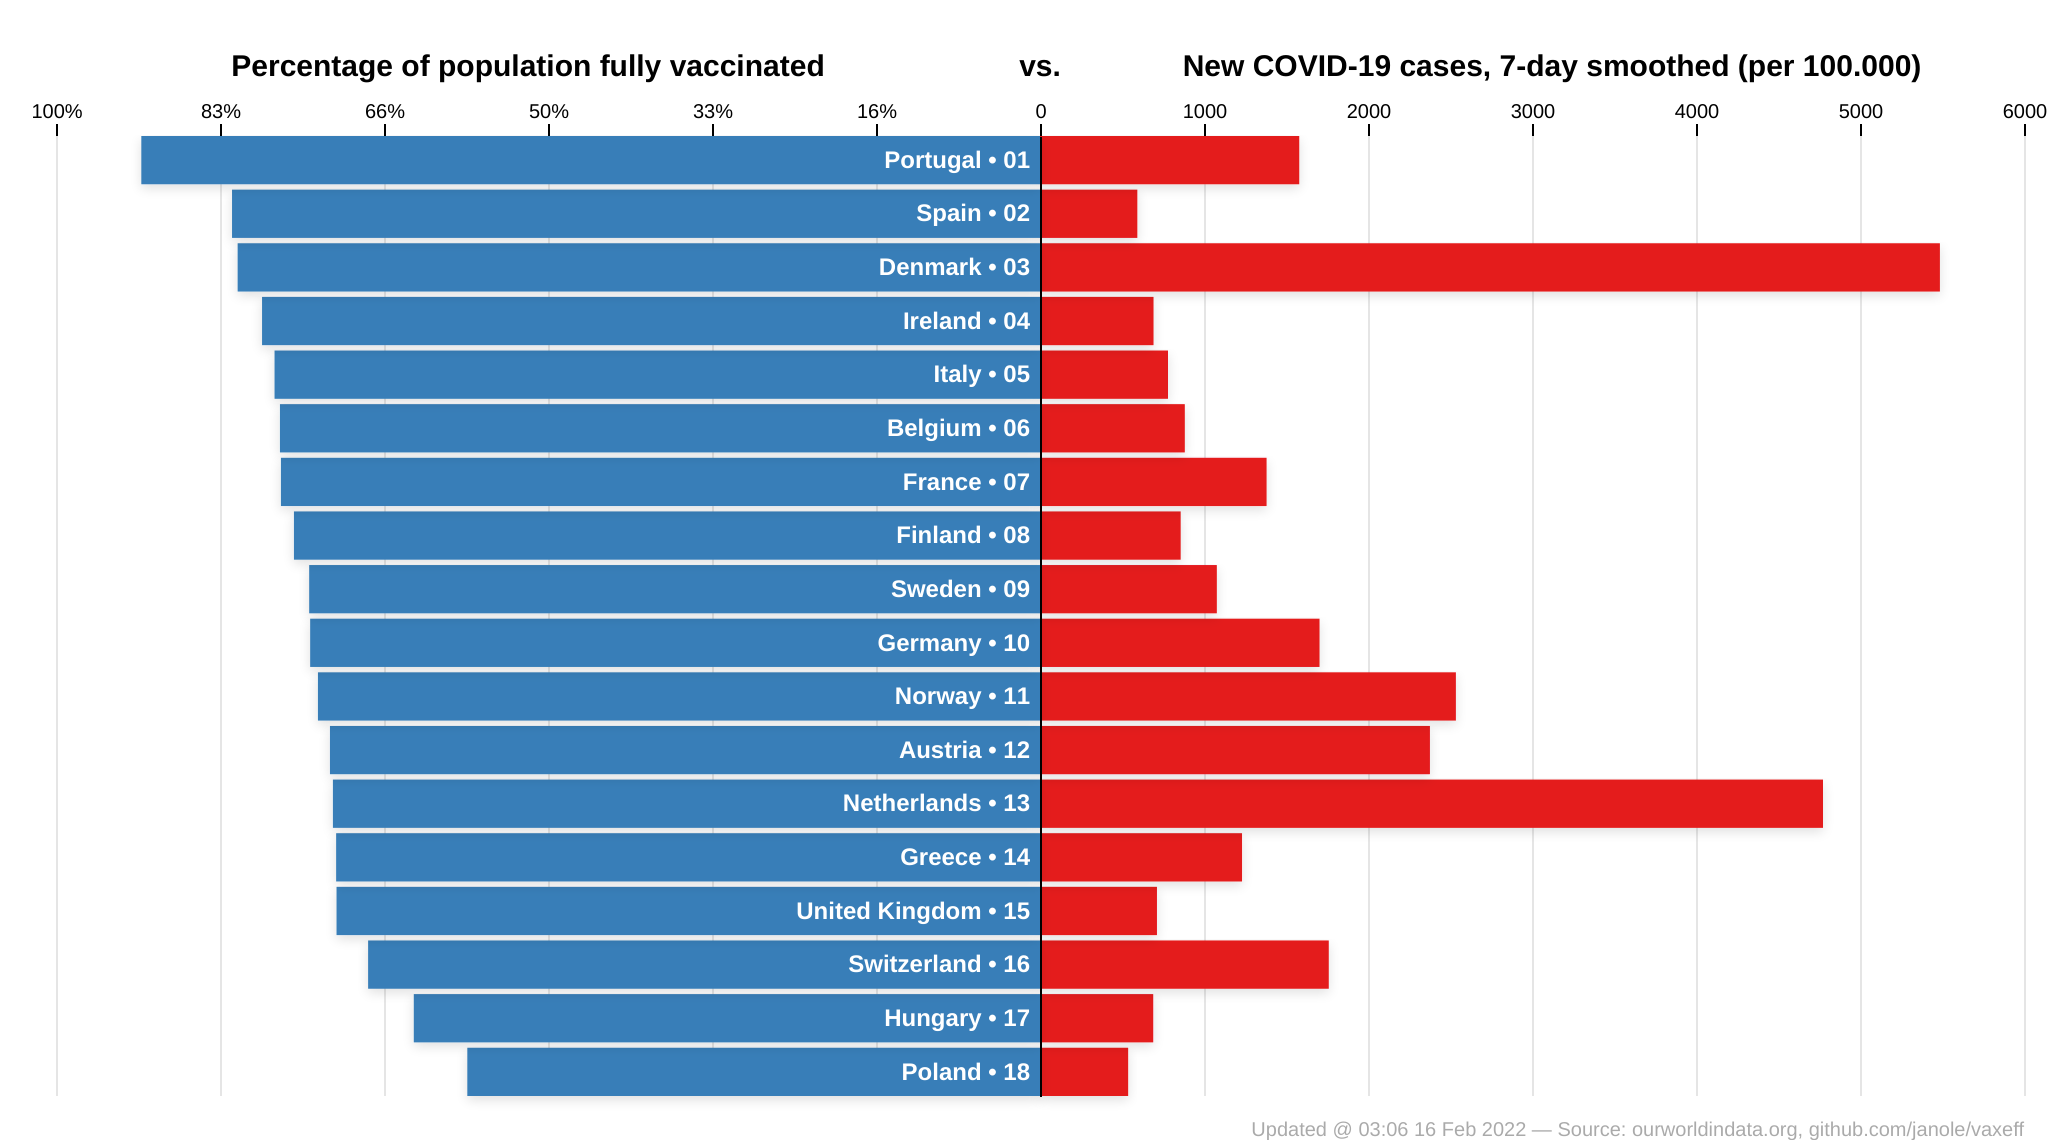 Percentage of population fully vaccinated vs. New COVID-19 cases, 7-day smoothed (per 100.000)
100% 83% 66% 50% 33% 16% 0 1000 2000 3000 4000 5000 6000
Portugal • 01
Spain • 02
Denmark • 03
Ireland • 04
Italy • 05
Belgium • 06
France • 07
Finland • 08
Sweden • 09
Germany • 10
Norway • 11
Austria • 12
Netherlands • 13
Greece • 14
United Kingdom • 15
Switzerland • 16
Hungary • 17
Poland • 18
Updated @ 03:06 16 Feb 2022 — Source: ourworldindata.org, github.com/janole/vaxeff